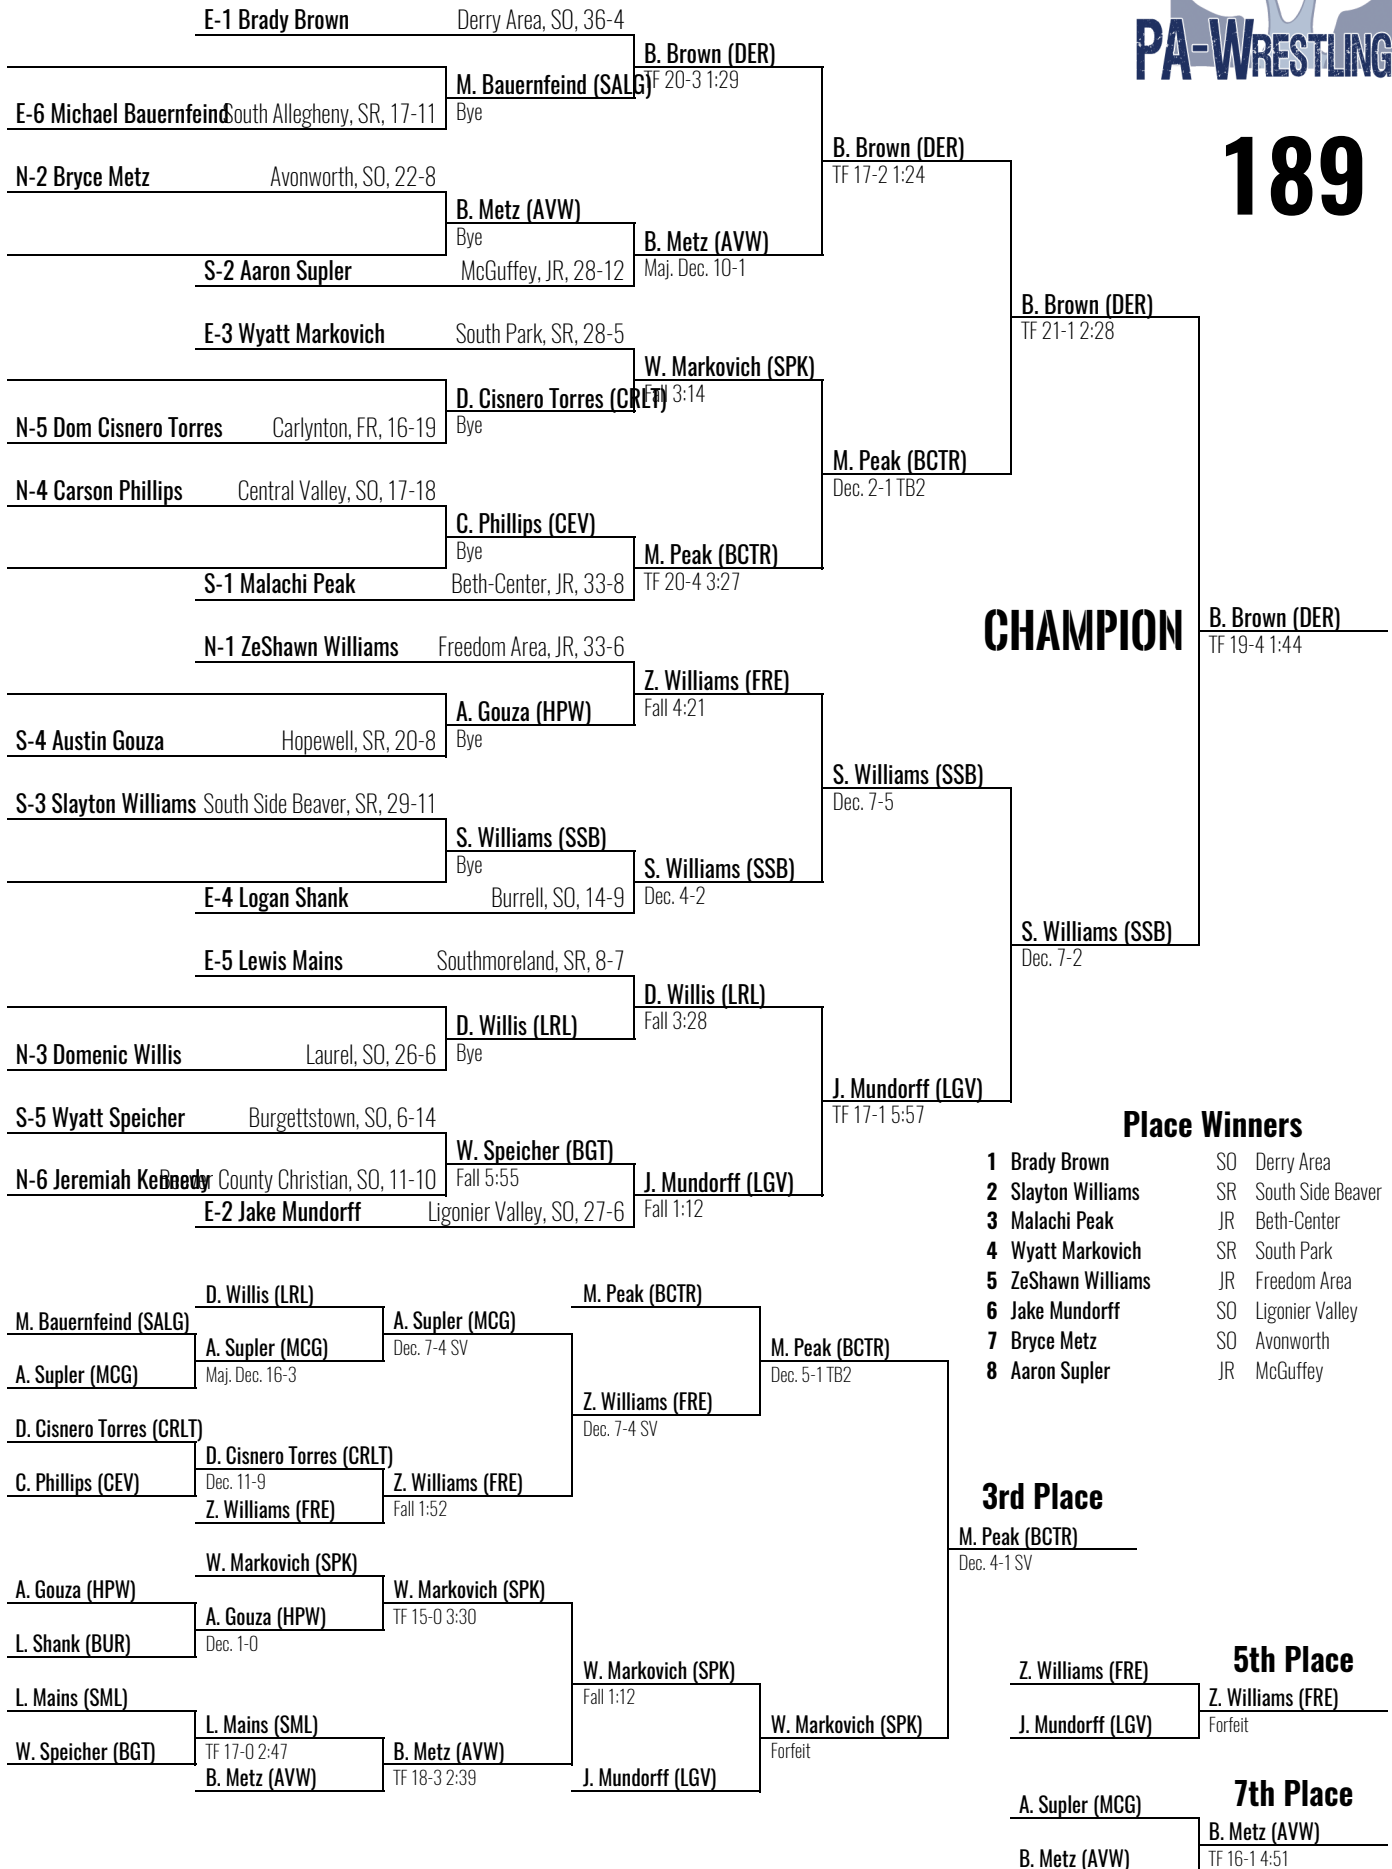 PA-WRESTLING
189
E-1 Brady Brown Derry Area, SO, 36-4
B. Brown (DER)
TF 20-3 1:29
M. Bauernfeind (SALG)
Bye
E-6 Michael Bauernfeind South Allegheny, SR, 17-11
B. Brown (DER)
TF 17-2 1:24
N-2 Bryce Metz Avonworth, SO, 22-8
B. Metz (AVW)
Bye
B. Metz (AVW)
Maj. Dec. 10-1
S-2 Aaron Supler McGuffey, JR, 28-12
B. Brown (DER)
TF 21-1 2:28
E-3 Wyatt Markovich South Park, SR, 28-5
W. Markovich (SPK)
Fall 3:14
D. Cisnero Torres (CRLT)
Bye
N-5 Dom Cisnero Torres Carlynton, FR, 16-19
M. Peak (BCTR)
Dec. 2-1 TB2
N-4 Carson Phillips Central Valley, SO, 17-18
C. Phillips (CEV)
Bye
M. Peak (BCTR)
TF 20-4 3:27
S-1 Malachi Peak Beth-Center, JR, 33-8
CHAMPION
B. Brown (DER)
TF 19-4 1:44
N-1 ZeShawn Williams Freedom Area, JR, 33-6
Z. Williams (FRE)
Fall 4:21
A. Gouza (HPW)
Bye
S-4 Austin Gouza Hopewell, SR, 20-8
S. Williams (SSB)
Dec. 7-5
S-3 Slayton Williams South Side Beaver, SR, 29-11
S. Williams (SSB)
Bye
S. Williams (SSB)
Dec. 4-2
E-4 Logan Shank Burrell, SO, 14-9
S. Williams (SSB)
Dec. 7-2
E-5 Lewis Mains Southmoreland, SR, 8-7
D. Willis (LRL)
Fall 3:28
D. Willis (LRL)
Bye
N-3 Domenic Willis Laurel, SO, 26-6
J. Mundorff (LGV)
TF 17-1 5:57
S-5 Wyatt Speicher Burgettstown, SO, 6-14
W. Speicher (BGT)
Fall 5:55
N-6 Jeremiah Kennedy Beaver County Christian, SO, 11-10
J. Mundorff (LGV)
Fall 1:12
E-2 Jake Mundorff Ligonier Valley, SO, 27-6
Place Winners
1 Brady Brown SO Derry Area
2 Slayton Williams SR South Side Beaver
3 Malachi Peak JR Beth-Center
4 Wyatt Markovich SR South Park
5 ZeShawn Williams JR Freedom Area
6 Jake Mundorff SO Ligonier Valley
7 Bryce Metz SO Avonworth
8 Aaron Supler JR McGuffey
D. Willis (LRL)
M. Bauernfeind (SALG)
A. Supler (MCG)
Maj. Dec. 16-3
A. Supler (MCG)
A. Supler (MCG)
Dec. 7-4 SV
D. Cisnero Torres (CRLT)
D. Cisnero Torres (CRLT)
Dec. 11-9
C. Phillips (CEV)
Z. Williams (FRE)
Z. Williams (FRE)
Fall 1:52
M. Peak (BCTR)
Z. Williams (FRE)
Dec. 7-4 SV
M. Peak (BCTR)
Dec. 5-1 TB2
W. Markovich (SPK)
A. Gouza (HPW)
A. Gouza (HPW)
Dec. 1-0
L. Shank (BUR)
W. Markovich (SPK)
TF 15-0 3:30
L. Mains (SML)
L. Mains (SML)
TF 17-0 2:47
W. Speicher (BGT)
B. Metz (AVW)
B. Metz (AVW)
TF 18-3 2:39
W. Markovich (SPK)
Fall 1:12
J. Mundorff (LGV)
W. Markovich (SPK)
Forfeit
3rd Place
M. Peak (BCTR)
Dec. 4-1 SV
5th Place
Z. Williams (FRE)
Z. Williams (FRE)
Forfeit
J. Mundorff (LGV)
7th Place
A. Supler (MCG)
B. Metz (AVW)
TF 16-1 4:51
B. Metz (AVW)